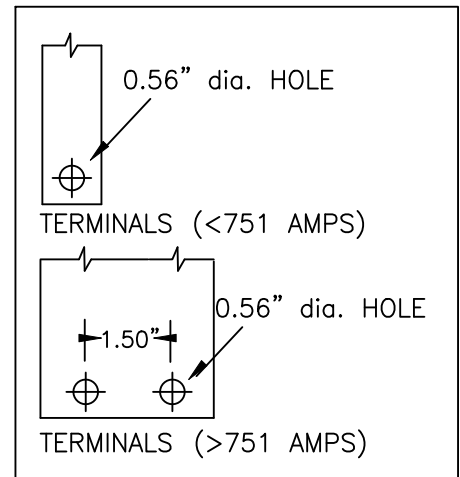 0.56” dia. HOLE
TERMINALS (<751 AMPS)
0.56” dia. HOLE
1.50”
TERMINALS (>751 AMPS)